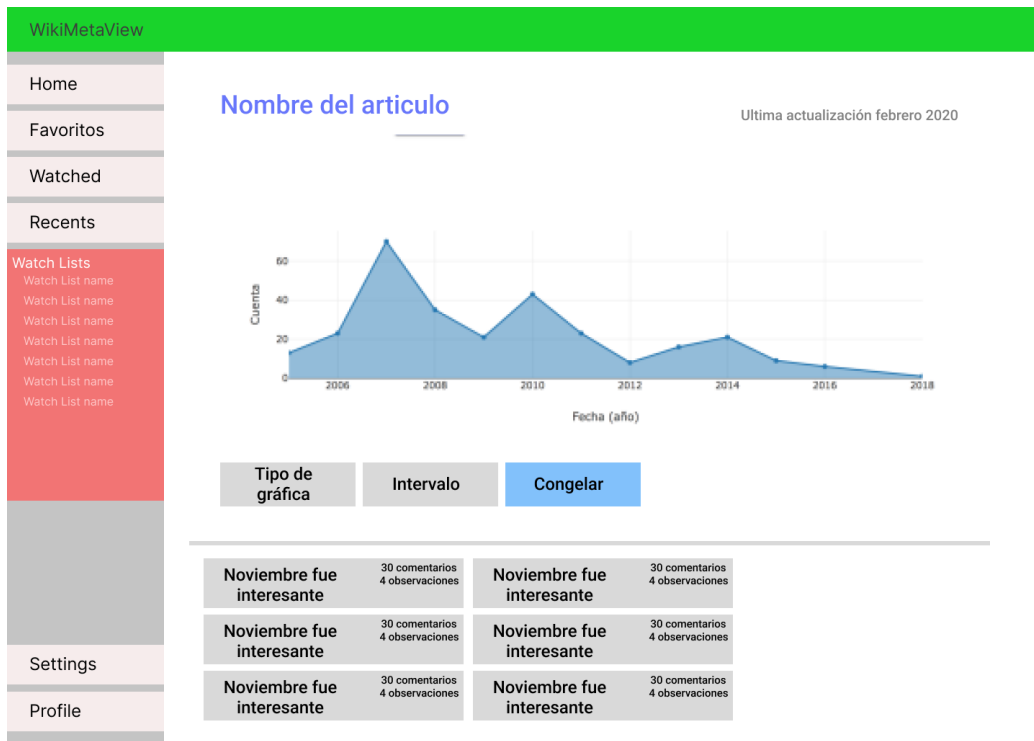 WikiMetaView
Home
Favoritos
Watched
Recents
Watch Lists
Watch List name
Watch List name
Watch List name
Watch List name
Watch List name
Watch List name
Watch List name
Settings
Profile
Nombre del articulo
Ultima actualización febrero 2020
60
40
20
0
Cuenta
2006 2008 2010 2012 2014 2016 2018
Fecha (año)
Tipo de
gráfica
Intervalo
Congelar
Noviembre fue
interesante
30 comentarios
4 observaciones
Noviembre fue
interesante
30 comentarios
4 observaciones
Noviembre fue
interesante
30 comentarios
4 observaciones
Noviembre fue
interesante
30 comentarios
4 observaciones
Noviembre fue
interesante
30 comentarios
4 observaciones
Noviembre fue
interesante
30 comentarios
4 observaciones